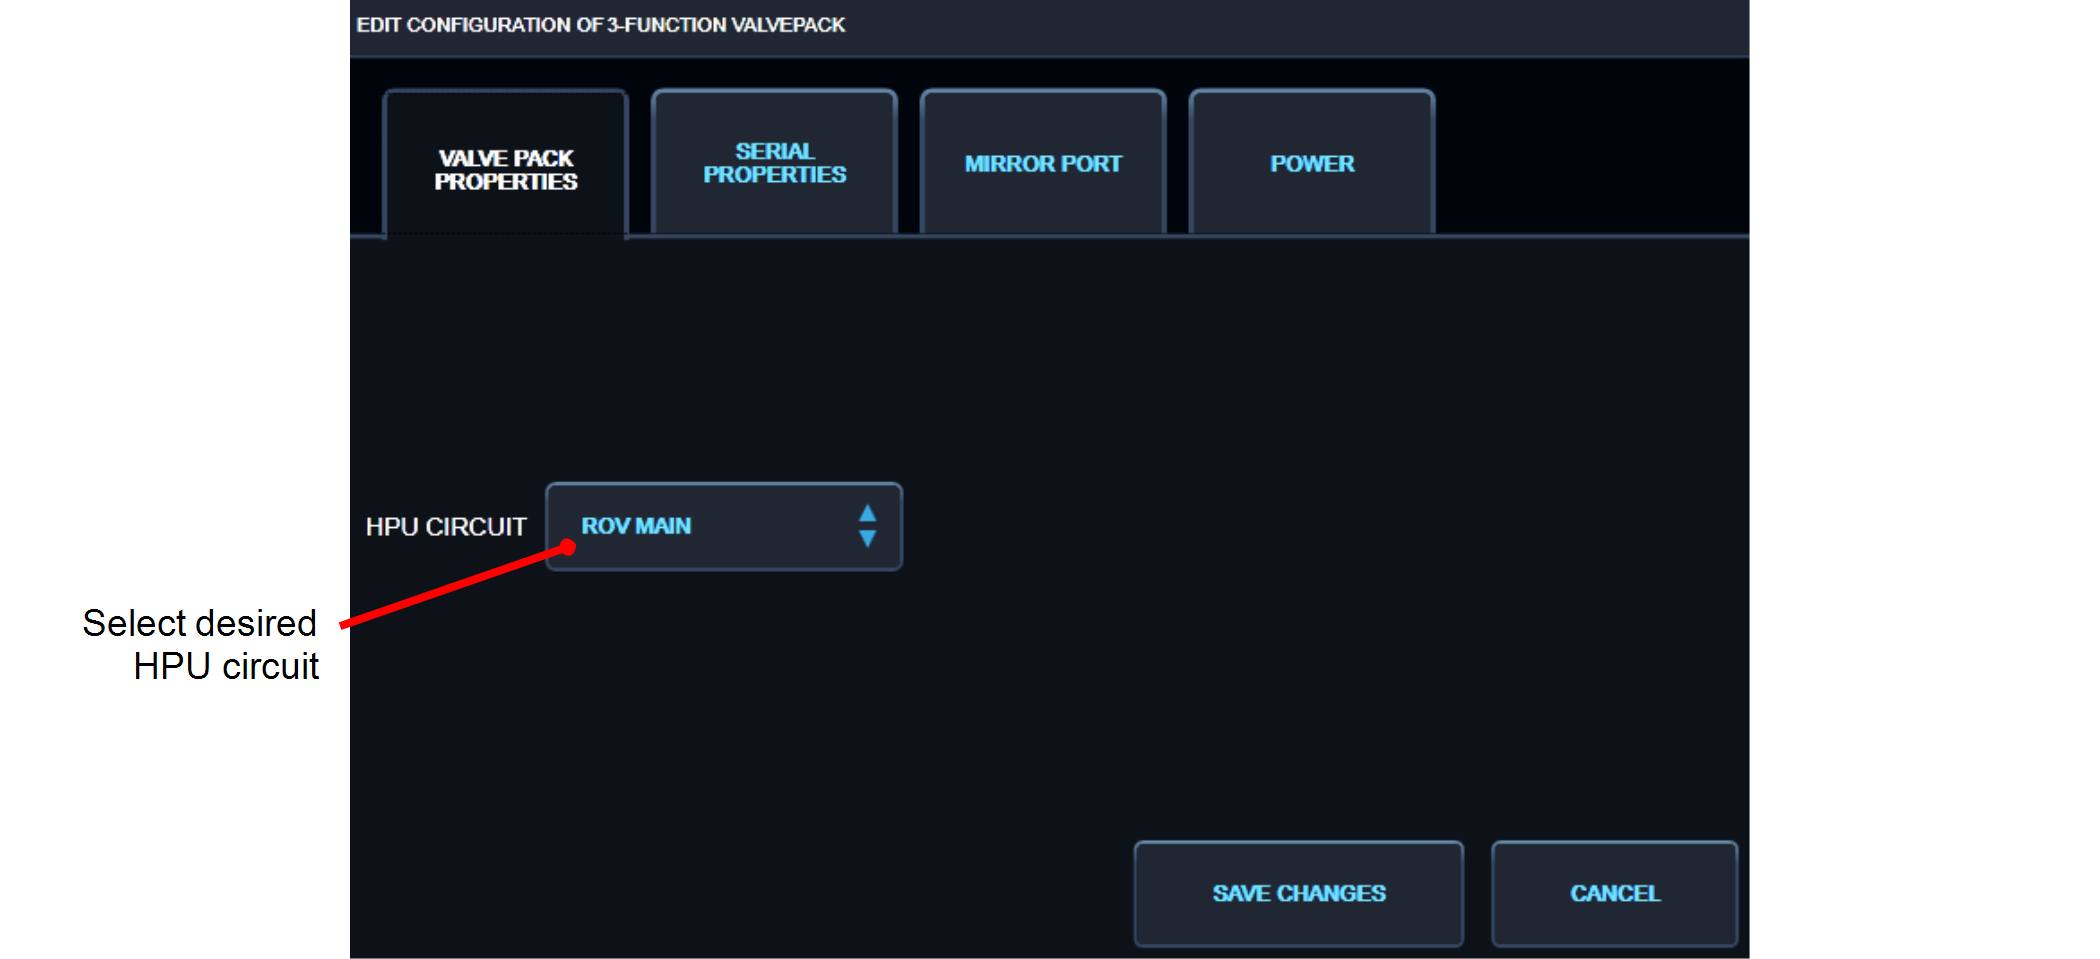 EDIT CONFIGURATION OF 3-FUNCTION VALVEPACK
VALVE PACK
PROPERTIES
SERIAL
PROPERTIES
MIRROR PORT
POWER
HPU CIRCUIT
ROV MAIN
Select desired
HPU circuit
SAVE CHANGES
CANCEL